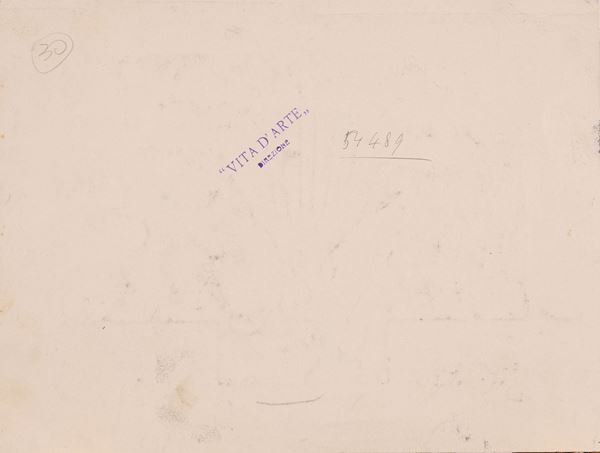 30
"VITA D'ARTE„
DIREZIONE
54489